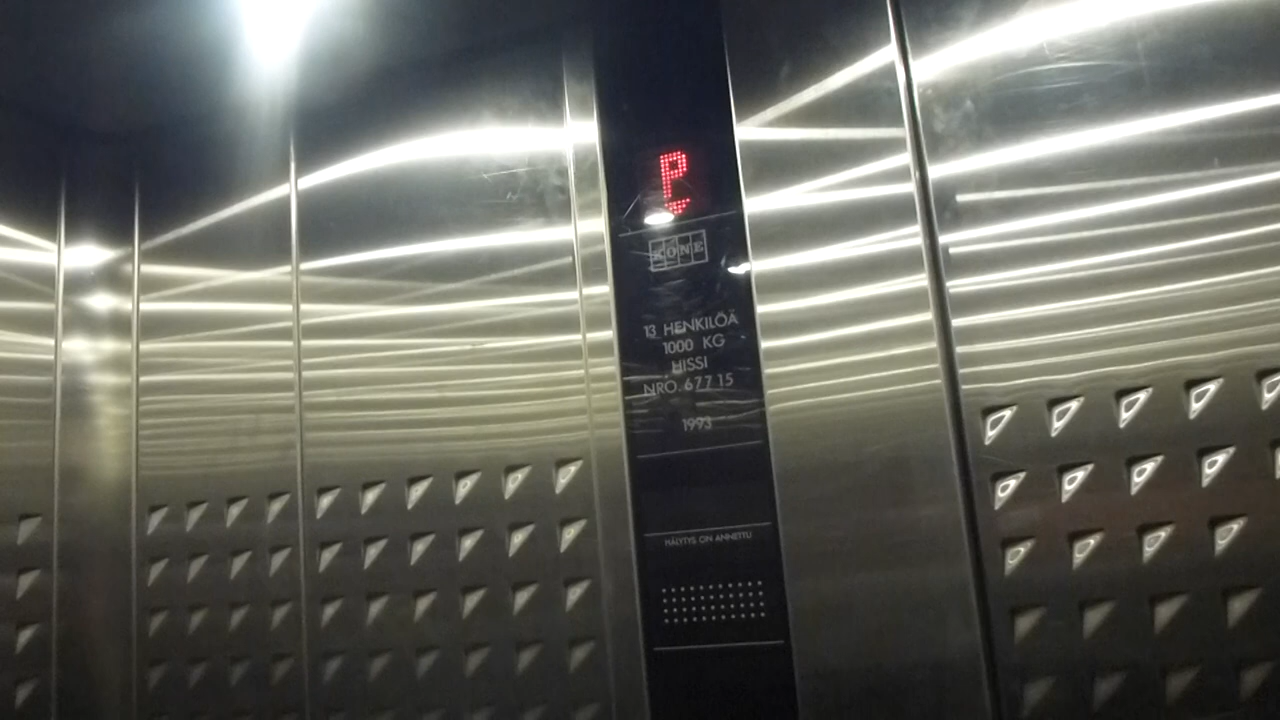 P
KONE
13 HENKILÖÄ
1000 KG
HISSI
NRO. 677 15
1993
HÄLYTYS ON ANNETTU